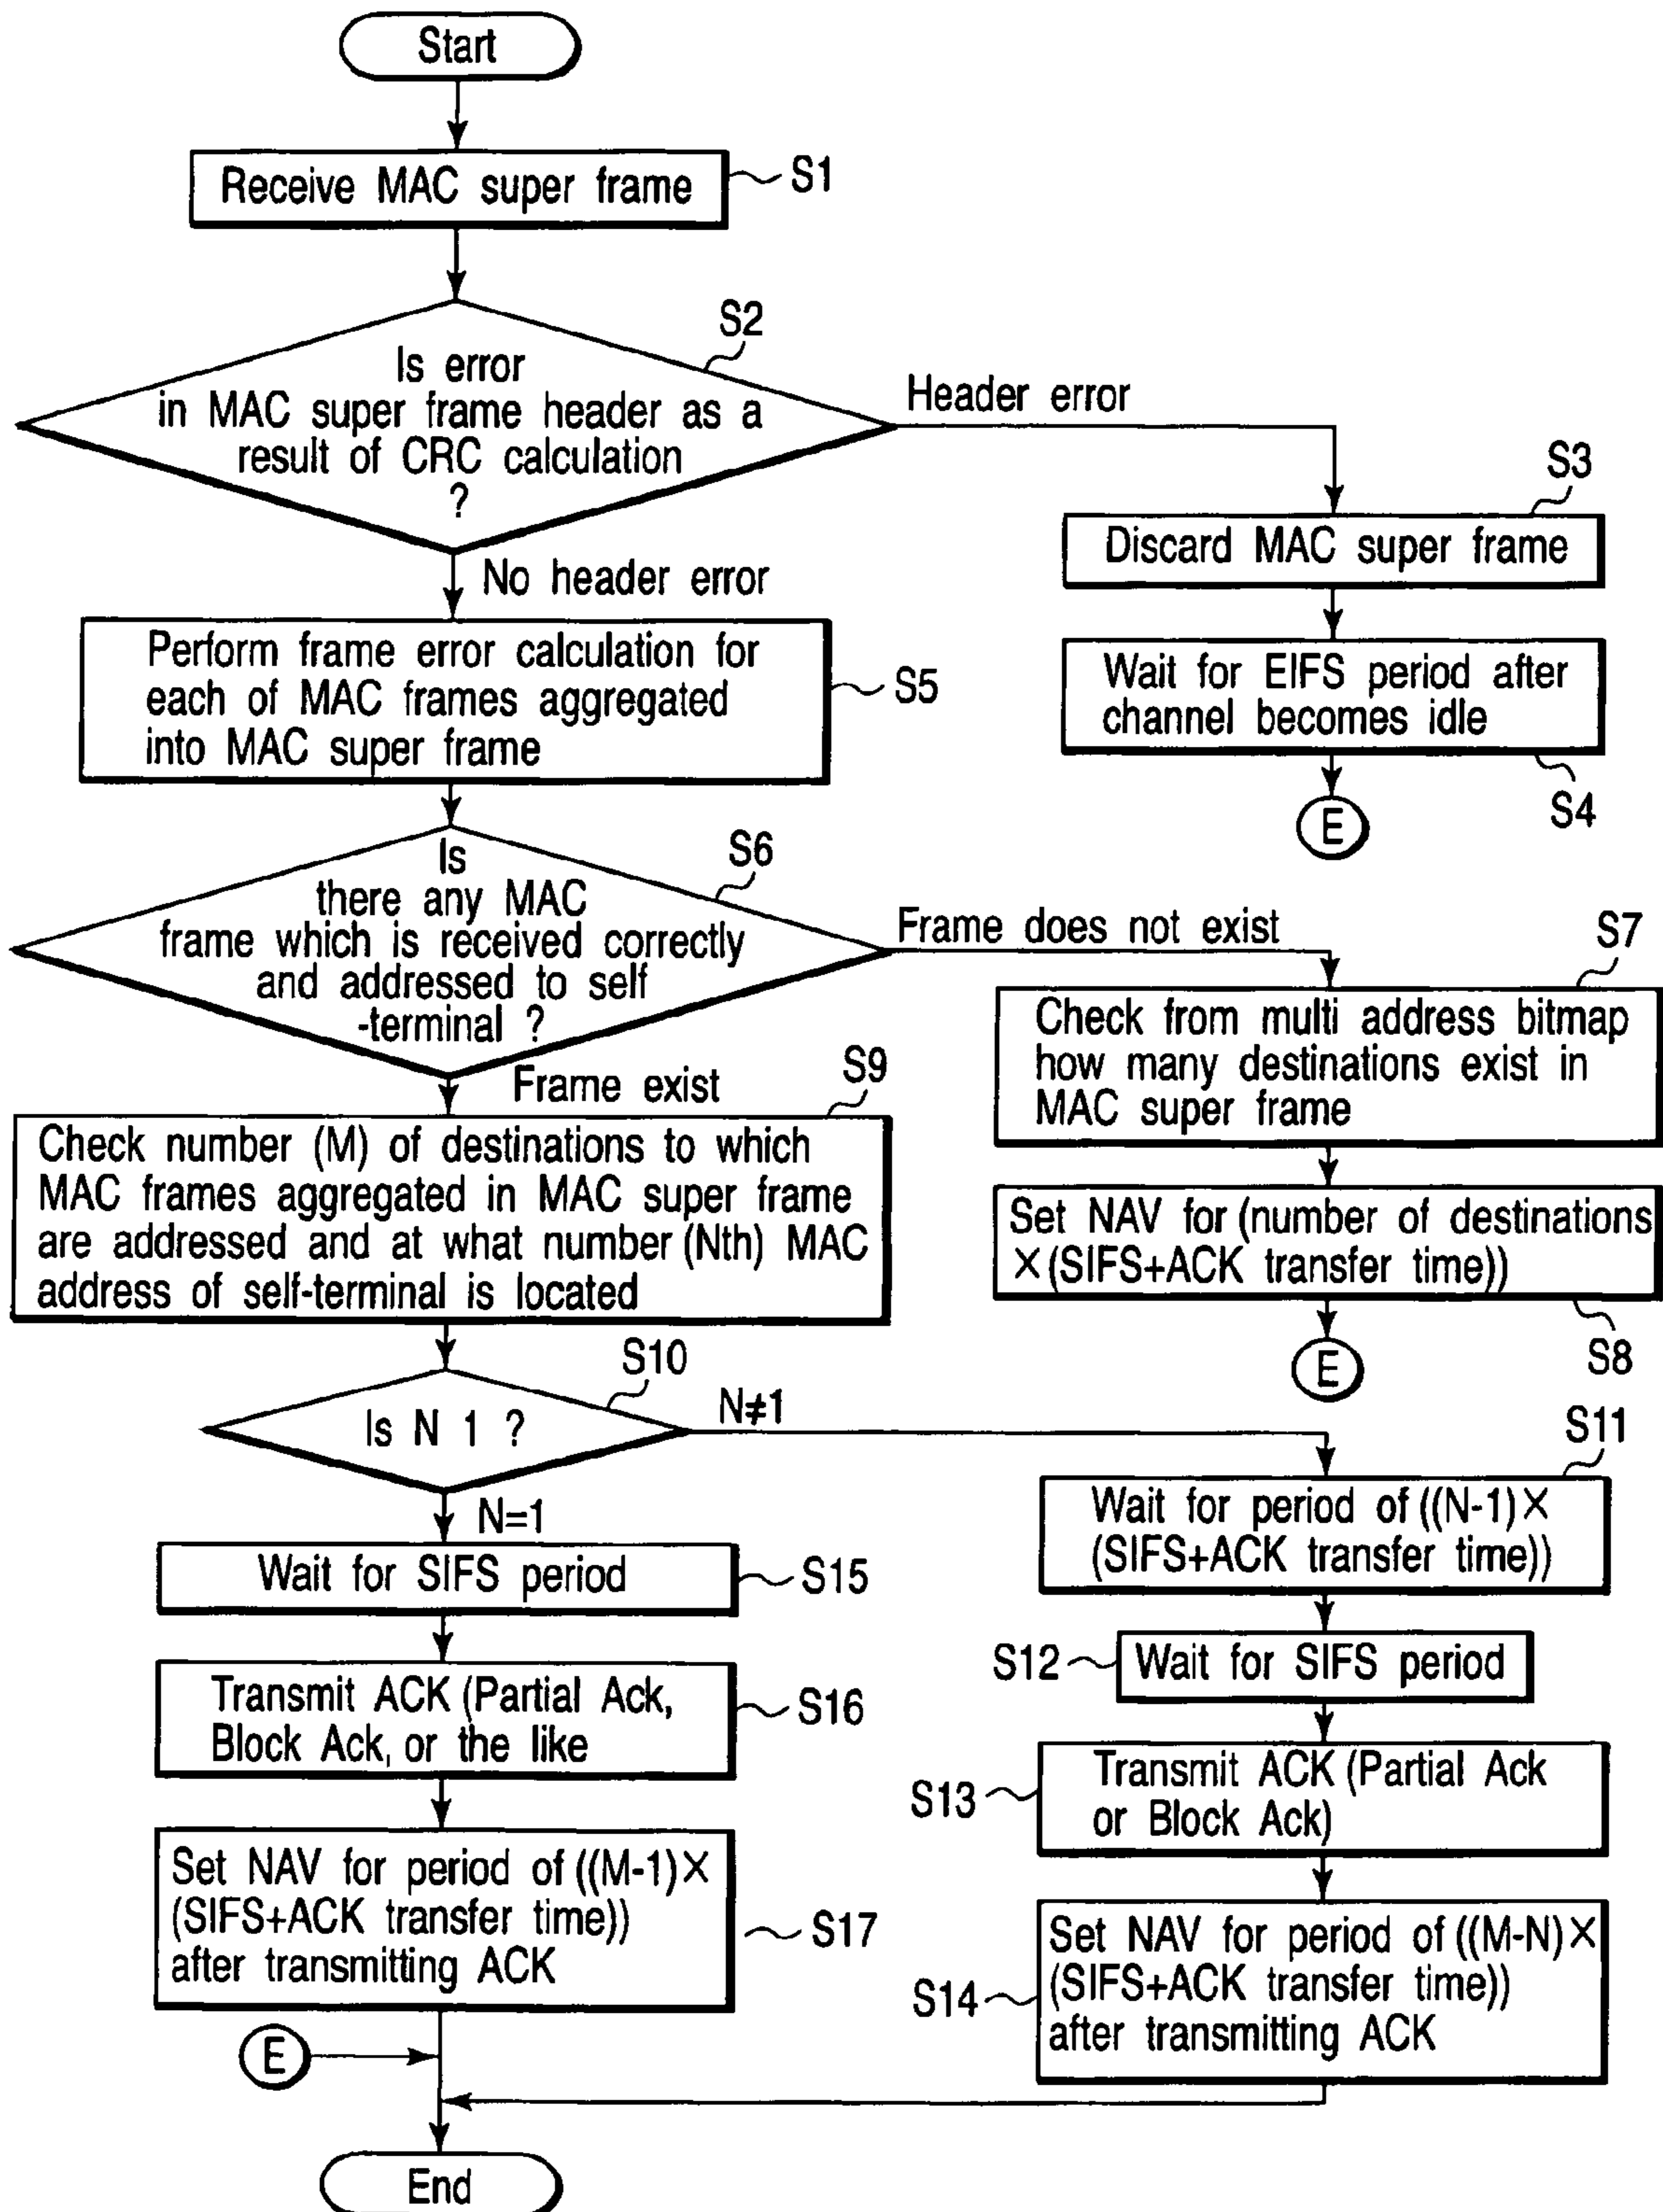 Start
Receive MAC super frame
S1
S2
Is error
in MAC super frame header as a
result of CRC calculation
?
Header error
No header error
S3
Discard MAC super frame
Wait for EIFS period after
channel becomes idle
S4
E
Perform frame error calculation for
each of MAC frames aggregated
into MAC super frame
S5
S6
Is
there any MAC
frame which is received correctly
and addressed to self
-terminal ?
Frame does not exist
Frame exist
S7
Check from multi address bitmap
how many destinations exist in
MAC super frame
Set NAV for (number of destinations
×(SIFS+ACK transfer time))
S8
E
S9
Check number (M) of destinations to which
MAC frames aggregated in MAC super frame
are addressed and at what number (Nth) MAC
address of self-terminal is located
S10
Is N 1 ?
N≠1
N=1
S11
Wait for period of ((N-1)×
(SIFS+ACK transfer time))
S12
Wait for SIFS period
S13
Transmit ACK (Partial Ack
or Block Ack)
S14
Set NAV for period of ((M-N)×
(SIFS+ACK transfer time))
after transmitting ACK
Wait for SIFS period
S15
Transmit ACK (Partial Ack,
Block Ack, or the like
S16
Set NAV for period of ((M-1)×
(SIFS+ACK transfer time))
after transmitting ACK
S17
E
End